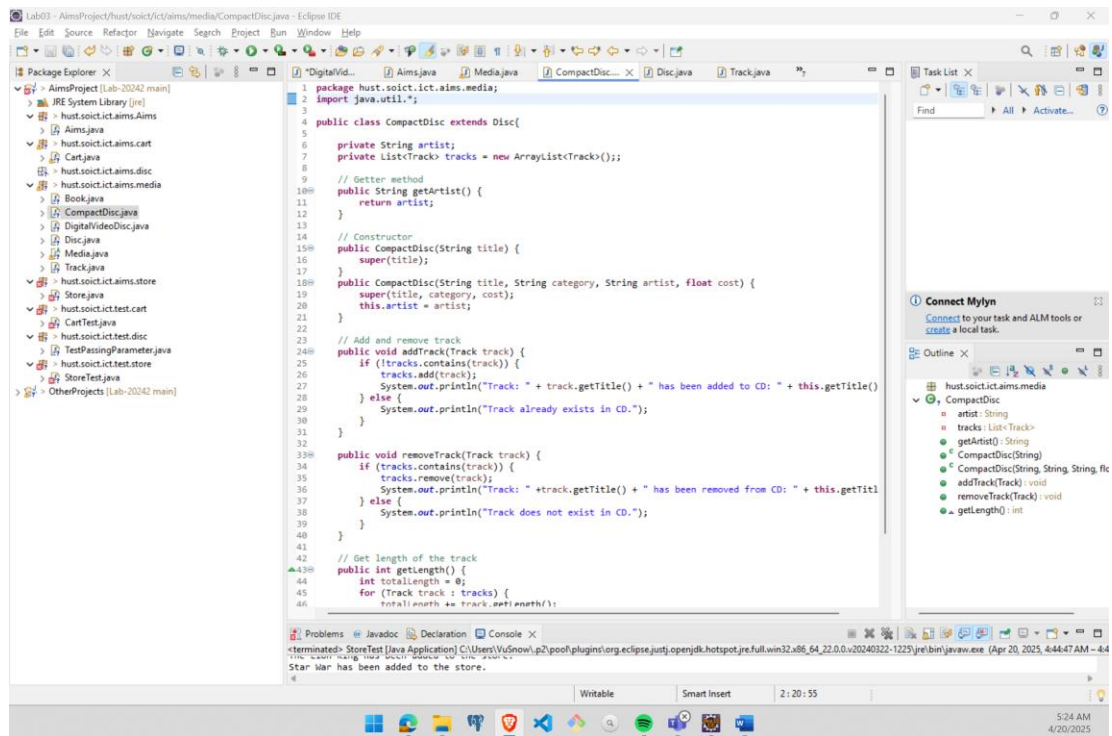 Lab03 - AimsProject/hust/soict/ict/aims/media/CompactDisc.java - Eclipse IDE
File Edit Source Refactor Navigate Search Project Run Window Help
Package Explorer
AimsProject [Lab-20242 main]
JRE System Library [jre]
> hust.soict.ict.aims.Aims
> Aims.java
> hust.soict.ict.aims.cart
> Cart.java
> hust.soict.ict.aims.disc
> hust.soict.ict.aims.media
> Book.java
> CompactDisc.java
> DigitalVideoDisc.java
> Disc.java
> Media.java
> Track.java
> hust.soict.ict.aims.store
> Store.java
> hust.soict.ict.test.cart
> CartTest.java
> hust.soict.ict.test.disc
> TestPassingParameter.java
> hust.soict.ict.test.store
> StoreTest.java
> OtherProjects [Lab-20242 main]
*DigitalVid... Aims.java Media.java CompactDisc.... Disc.java Track.java »7
1 package hust.soict.ict.aims.media;
2 import java.util.*;
3
4 public class CompactDisc extends Disc{
5
6 private String artist;
7 private List<Track> tracks = new ArrayList<Track>();;
8
9 // Getter method
10 public String getArtist() {
11 return artist;
12 }
13
14 // Constructor
15 public CompactDisc(String title) {
16 super(title);
17 }
18 public CompactDisc(String title, String category, String artist, float cost) {
19 super(title, category, cost);
20 this.artist = artist;
21 }
22
23 // Add and remove track
24 public void addTrack(Track track) {
25 if (!tracks.contains(track)) {
26 tracks.add(track);
27 System.out.println("Track: " + track.getTitle() + " has been added to CD: " + this.getTitle()
28 } else {
29 System.out.println("Track already exists in CD.");
30 }
31 }
32
33 public void removeTrack(Track track) {
34 if (tracks.contains(track)) {
35 tracks.remove(track);
36 System.out.println("Track: " +track.getTitle() + " has been removed from CD: " + this.getTitl
37 } else {
38 System.out.println("Track does not exist in CD.");
39 }
40 }
41
42 // Get length of the track
43 public int getLength() {
44 int totalLength = 0;
45 for (Track track : tracks) {
46 totalLength += track.getLength();
Task List
Find All Activate...
Connect Mylyn
Connect to your task and ALM tools or
create a local task.
Outline
hust.soict.ict.aims.media
CompactDisc
artist : String
tracks : List<Track>
getArtist() : String
CompactDisc(String)
CompactDisc(String, String, String, flo
addTrack(Track) : void
removeTrack(Track) : void
getLength() : int
Problems Javadoc Declaration Console
<terminated> StoreTest [Java Application] C:\Users\VuSnow\.p2\pool\plugins\org.eclipse.justj.openjdk.hotspot.jre.full.win32.x86_64_22.0.0.v20240322-1225\jre\bin\javaw.exe (Apr 20, 2025, 4:44:47 AM – 4:4
The Lion King has been added to the store.
Star War has been added to the store.
Writable Smart Insert 2 : 20 : 55
5:24 AM
4/20/2025